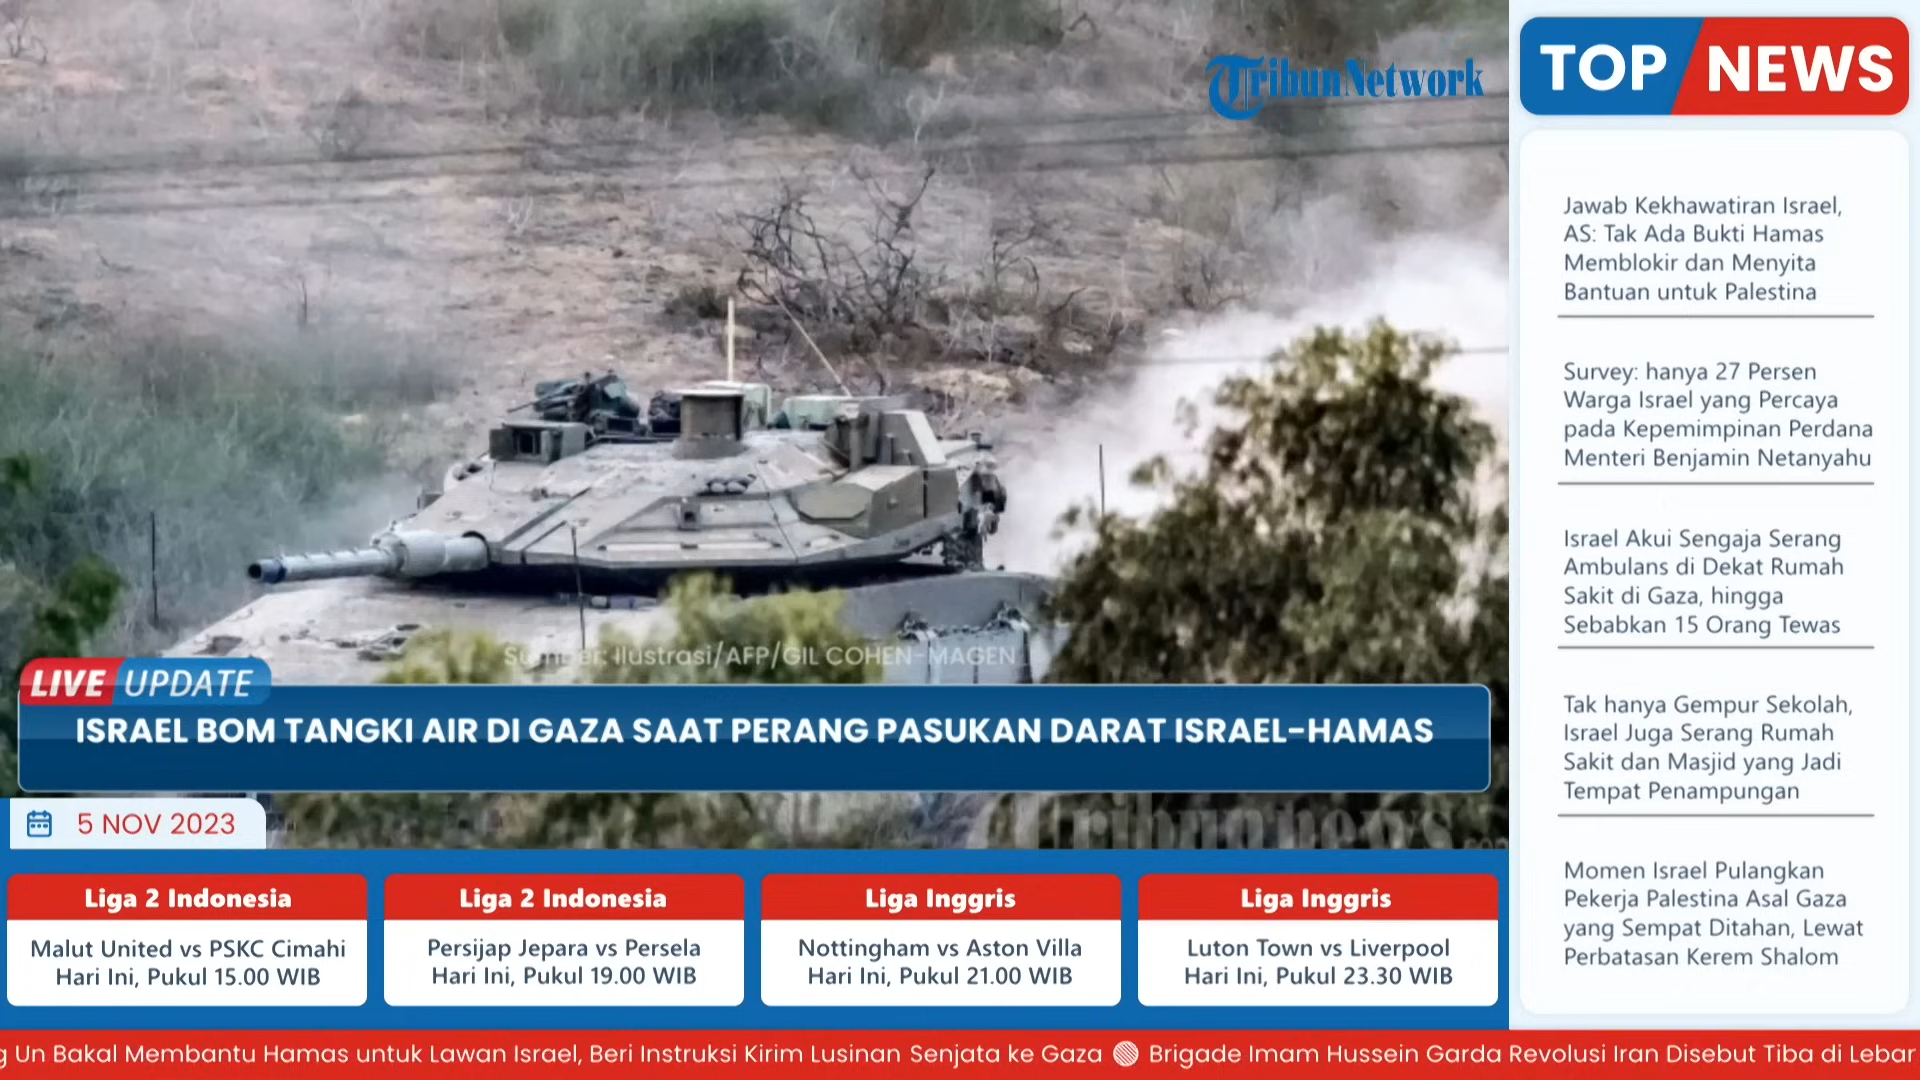 TribunNetwork
TOP NEWS
Jawab Kekhawatiran Israel,
AS: Tak Ada Bukti Hamas
Memblokir dan Menyita
Bantuan untuk Palestina
Survey: hanya 27 Persen
Warga Israel yang Percaya
pada Kepemimpinan Perdana
Menteri Benjamin Netanyahu
Israel Akui Sengaja Serang
Ambulans di Dekat Rumah
Sakit di Gaza, hingga
Sebabkan 15 Orang Tewas
Tak hanya Gempur Sekolah,
Israel Juga Serang Rumah
Sakit dan Masjid yang Jadi
Tempat Penampungan
Momen Israel Pulangkan
Pekerja Palestina Asal Gaza
yang Sempat Ditahan, Lewat
Perbatasan Kerem Shalom
Sumber: Ilustrasi/AFP/GIL COHEN-MAGEN
LIVE UPDATE
ISRAEL BOM TANGKI AIR DI GAZA SAAT PERANG PASUKAN DARAT ISRAEL-HAMAS
Tribunnews.com
5 NOV 2023
Liga 2 Indonesia
Malut United vs PSKC Cimahi
Hari Ini, Pukul 15.00 WIB
Liga 2 Indonesia
Persijap Jepara vs Persela
Hari Ini, Pukul 19.00 WIB
Liga Inggris
Nottingham vs Aston Villa
Hari Ini, Pukul 21.00 WIB
Liga Inggris
Luton Town vs Liverpool
Hari Ini, Pukul 23.30 WIB
g Un Bakal Membantu Hamas untuk Lawan Israel, Beri Instruksi Kirim Lusinan Senjata ke Gaza Brigade Imam Hussein Garda Revolusi Iran Disebut Tiba di Lebar